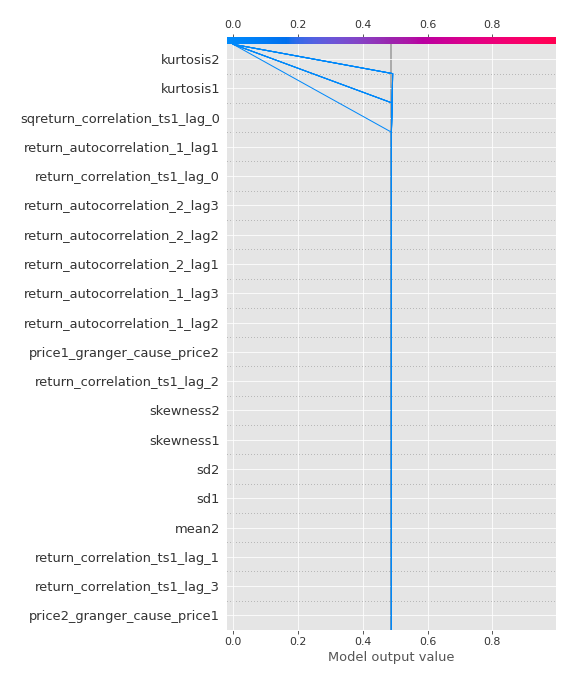 0.0 0.2 0.4 0.6 0.8
kurtosis2
kurtosis1
sqreturn_correlation_ts1_lag_0
return_autocorrelation_1_lag1
return_correlation_ts1_lag_0
return_autocorrelation_2_lag3
return_autocorrelation_2_lag2
return_autocorrelation_2_lag1
return_autocorrelation_1_lag3
return_autocorrelation_1_lag2
price1_granger_cause_price2
return_correlation_ts1_lag_2
skewness2
skewness1
sd2
sd1
mean2
return_correlation_ts1_lag_1
return_correlation_ts1_lag_3
price2_granger_cause_price1
0.0 0.2 0.4 0.6 0.8
Model output value